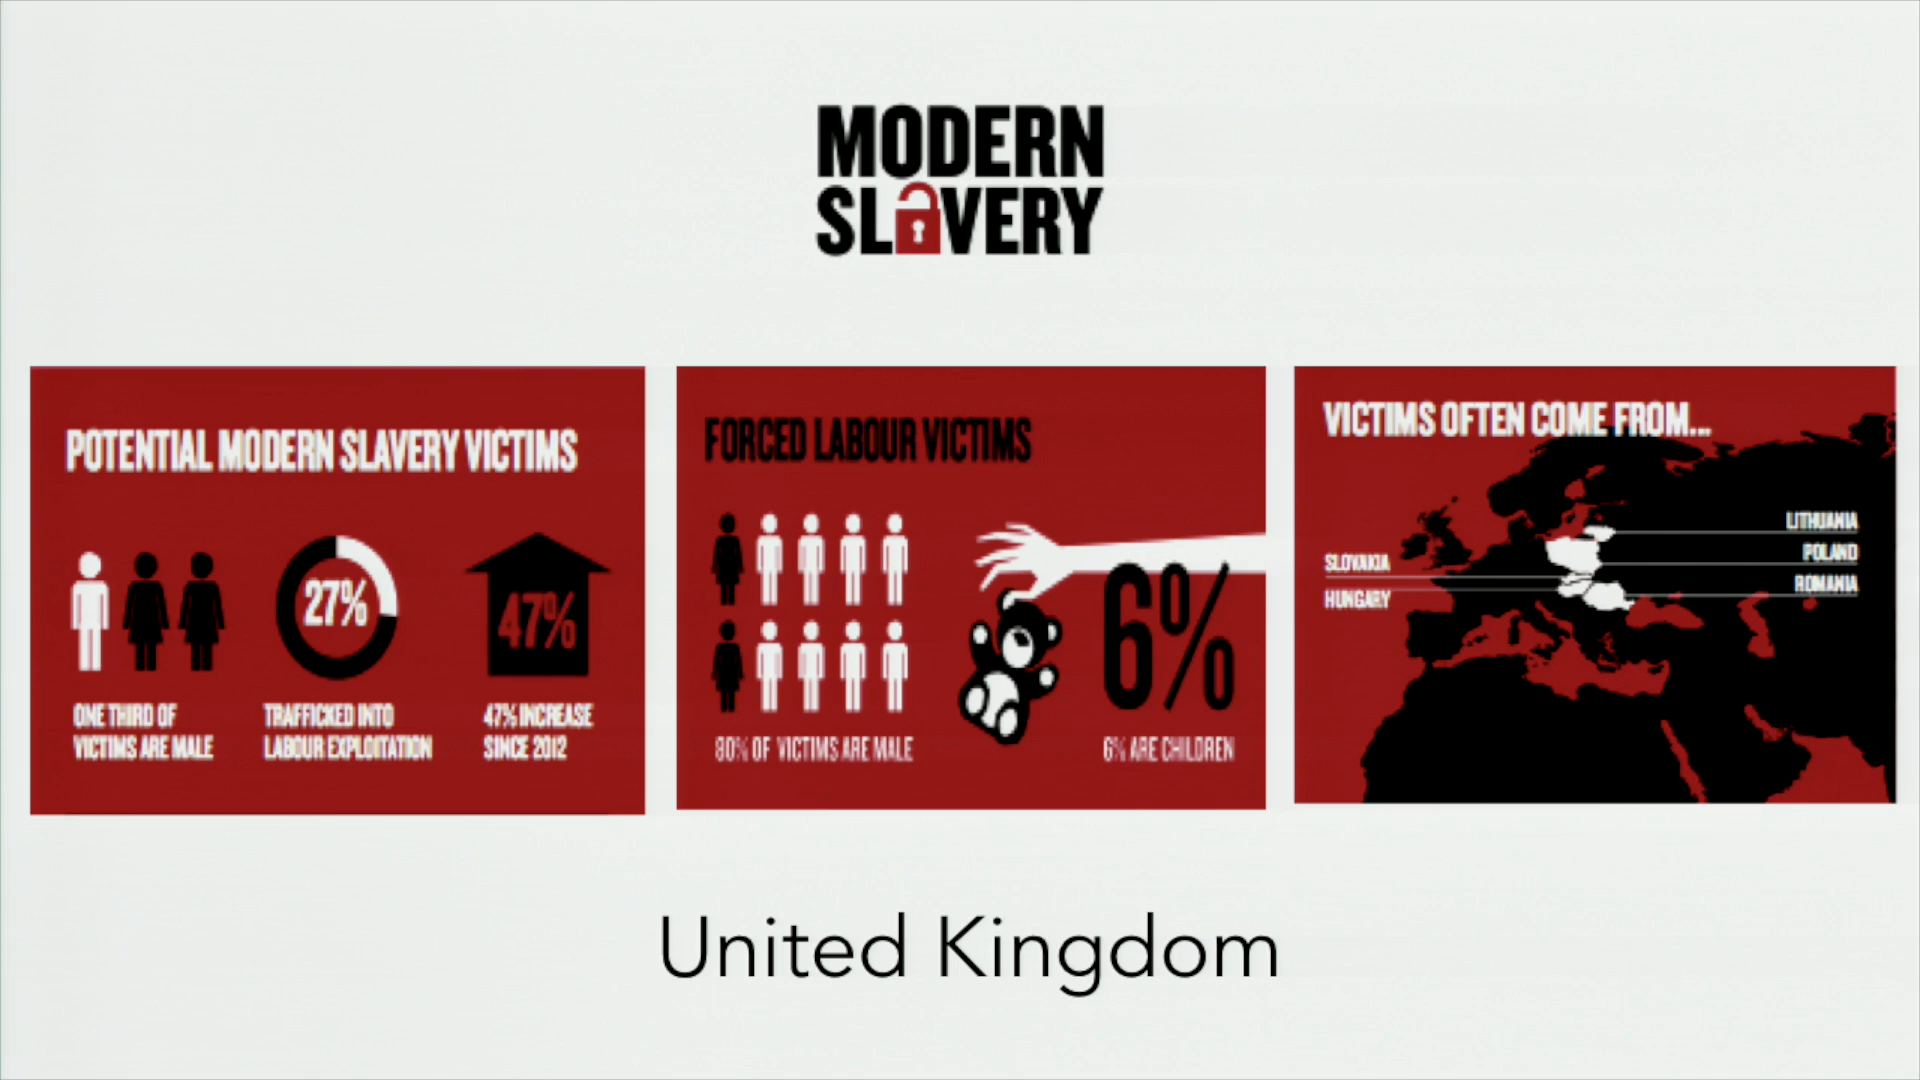 MODERN
SLAVERY
POTENTIAL MODERN SLAVERY VICTIMS
27%
47%
ONE THIRD OF
VICTIMS ARE MALE
TRAFFICKED INTO
LABOUR EXPLOITATION
47% INCREASE
SINCE 2012
FORCED LABOUR VICTIMS
6%
80% OF VICTIMS ARE MALE
6% ARE CHILDREN
VICTIMS OFTEN COME FROM...
SLOVAKIA
HUNGARY
LITHUANIA
POLAND
ROMANIA
United Kingdom